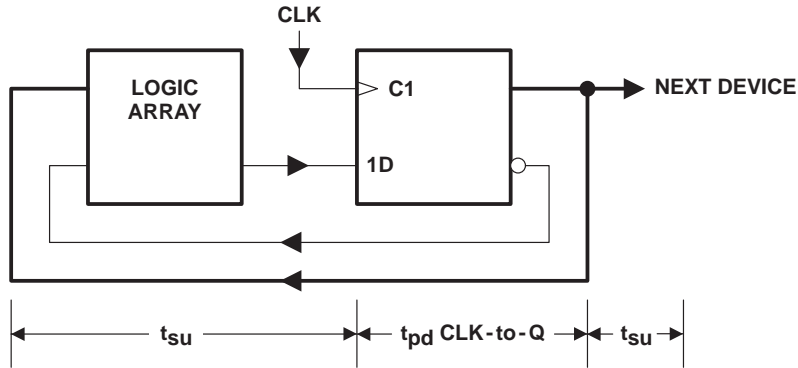 CLK
LOGIC
ARRAY
C1
1D
NEXT DEVICE
tsu
tpd CLK-to-Q
tsu